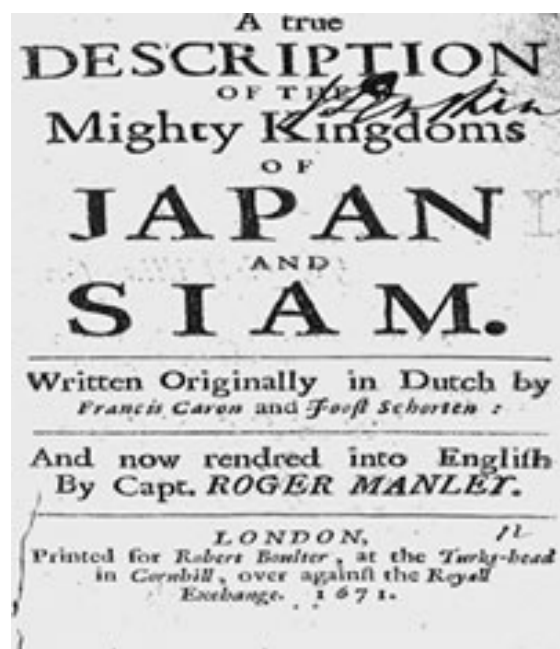 A true
DESCRIPTION
OF THE
Mighty Kingdoms
OF
JAPAN
AND
SIAM.
Written Originally in Dutch by
Francis Caron and Jooſt Schorten:
And now rendred into Engliſh
By Capt. ROGER MANLEY.
LONDON,
Printed for Robert Boulter, at the Turks-head
in Cornhill, over againſt the Royall
Exchange. 1671.